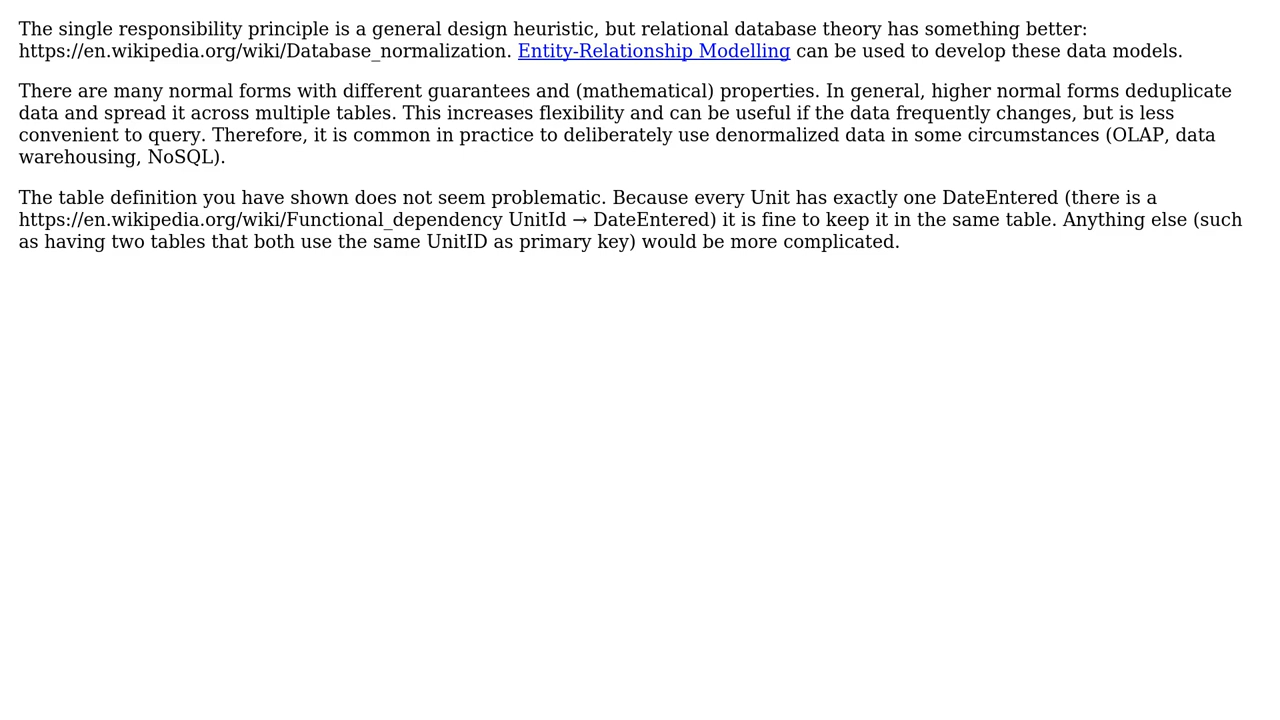 The single responsibility principle is a general design heuristic, but relational database theory has something better:
https://en.wikipedia.org/wiki/Database_normalization. Entity-Relationship Modelling can be used to develop these data models.
There are many normal forms with different guarantees and (mathematical) properties. In general, higher normal forms deduplicate
data and spread it across multiple tables. This increases flexibility and can be useful if the data frequently changes, but is less
convenient to query. Therefore, it is common in practice to deliberately use denormalized data in some circumstances (OLAP, data
warehousing, NoSQL).
The table definition you have shown does not seem problematic. Because every Unit has exactly one DateEntered (there is a
https://en.wikipedia.org/wiki/Functional_dependency UnitId → DateEntered) it is fine to keep it in the same table. Anything else (such
as having two tables that both use the same UnitID as primary key) would be more complicated.